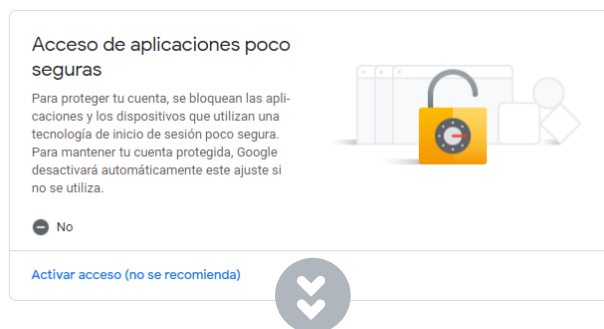 Acceso de aplicaciones poco
seguras
Para proteger tu cuenta, se bloquean las apli-
caciones y los dispositivos que utilizan una
tecnología de inicio de sesión poco segura.
Para mantener tu cuenta protegida, Google
desactivará automáticamente este ajuste si
no se utiliza.
No
Activar acceso (no se recomienda)